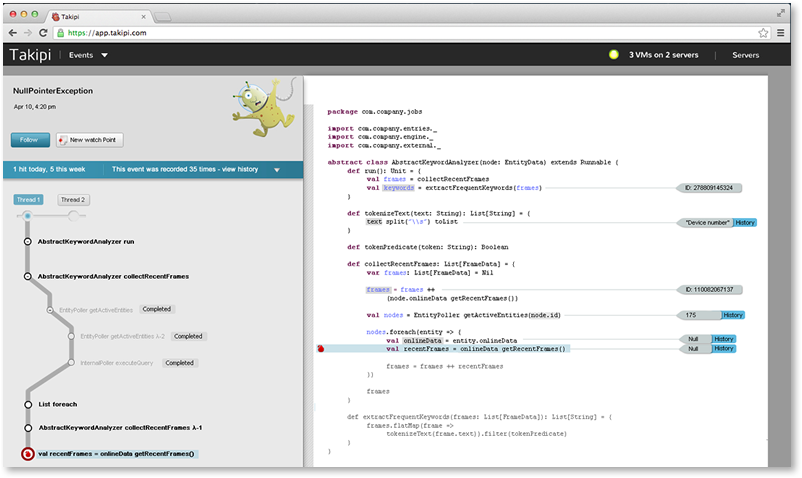 Takipi
https://app.takipi.com
Takipi
Events
3 VMs on 2 servers
Servers
NullPointerException
Apr 10, 4:20 pm
Follow
New watch Point
1 hit today, 5 this week
This event was recorded 35 times - view history
Thread 1
Thread 2
AbstractKeywordAnalyzer run
AbstractKeywordAnalyzer collectRecentFrames
EntityPoller getActiveEntities Completed
EntityPoller getActiveEntites λ-2 Completed
InternalPoller executeQuery Completed
List foreach
AbstractKeywordAnalyzer collectRecentFrames λ-1
val recentFrames = onlineData getRecentFrames()
package com.company.jobs
import com.company.entries._
import com.company.engine._
import com.company.external._
abstract class AbstractKeywordAnalyzer(node: EntityData) extends Runnable {
def run(): Unit = {
val frames = collectRecentFrames
val keywords = extractFrequentKeywords(frames) ID: 278809145324
}
def tokenizeText(text: String): List[String] = {
text split("\\s") toList "Device number" History
}
def tokenPredicate(token: String): Boolean
def collectRecentFrames: List[FrameData] = {
var frames: List[FrameData] = Nil
frames = frames ++ ID: 110082067137
(node.onlineData getRecentFrames())
val nodes = EntityPoller getActiveEntities(node.id) 175 History
nodes.foreach(entity => {
val onlineData = entity.onlineData Null History
val recentFrames = onlineData getRecentFrames() Null History
frames = frames ++ recentFrames
})
frames
}
def extractFrequentKeywords(frames: List[FrameData]): List[String] = {
frames.flatMap(frame =>
tokenizeText(frame.text)).filter(tokenPredicate)
}
}